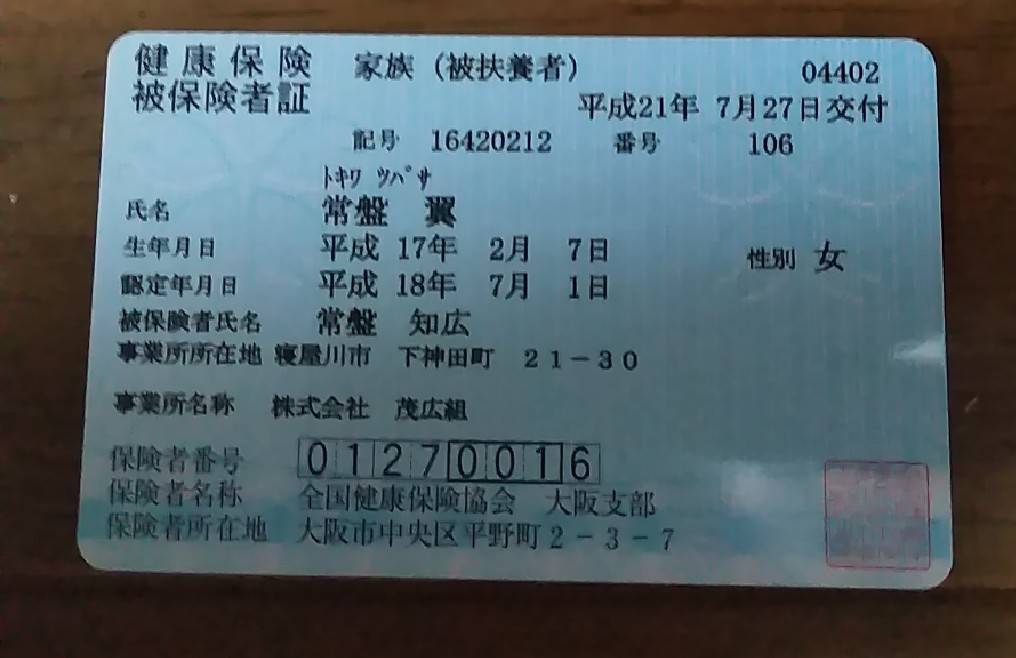 健康保険 家族（被扶養者） 04402
被保険者証 平成21年 7月27日交付
記号 16420212 番号 106
ﾄｷﾜ ﾂﾊﾞｻ
氏名 常盤 翼
生年月日 平成 17年 2月 7日 性別 女
認定年月日 平成 18年 7月 1日
被保険者氏名 常盤 知広
事業所所在地 寝屋川市 下神田町 21－30
事業所名称 株式会社 茂広組
保険者番号 01270016
保険者名称 全国健康保険協会 大阪支部
保険者所在地 大阪市中央区平野町2－3－7